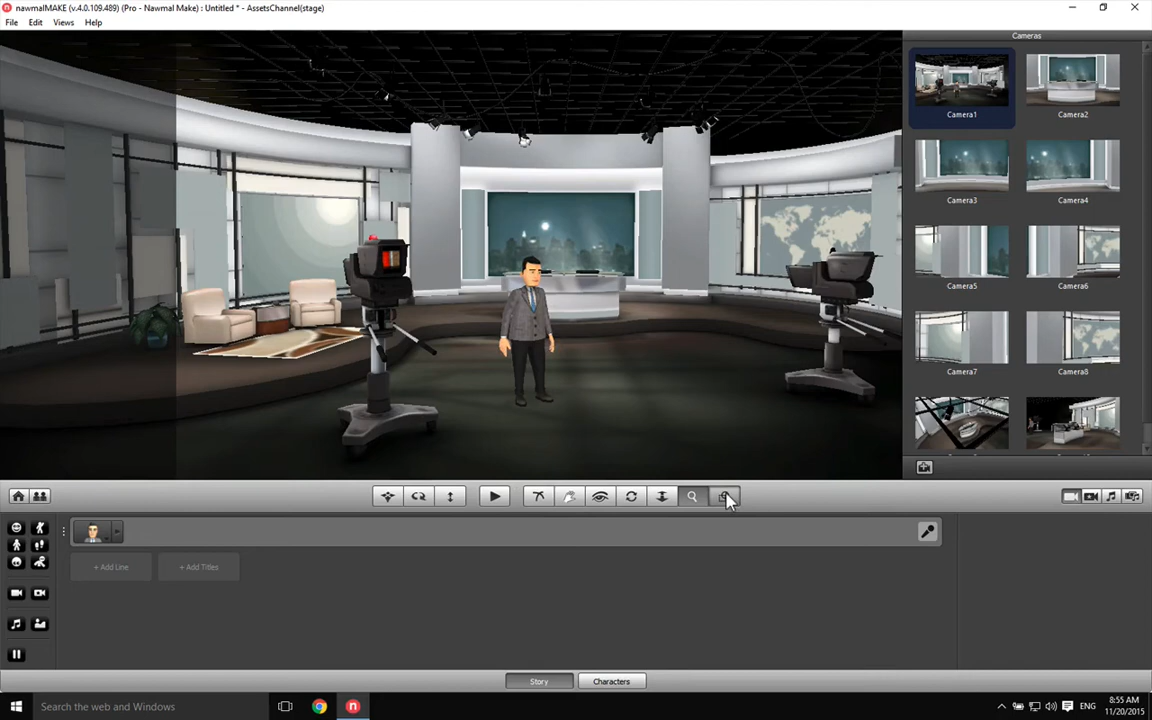 nawmalMAKE (v.4.0.109.489) (Pro - Nawmal Make) : Untitled * - AssetsChannel(stage)
File Edit Views Help
Cameras
Camera1 Camera2
Camera3 Camera4
Camera5 Camera6
Camera7 Camera8
+ Add Line + Add Titles
Story Characters
Search the web and Windows
ENG
8:55 AM
11/20/2015